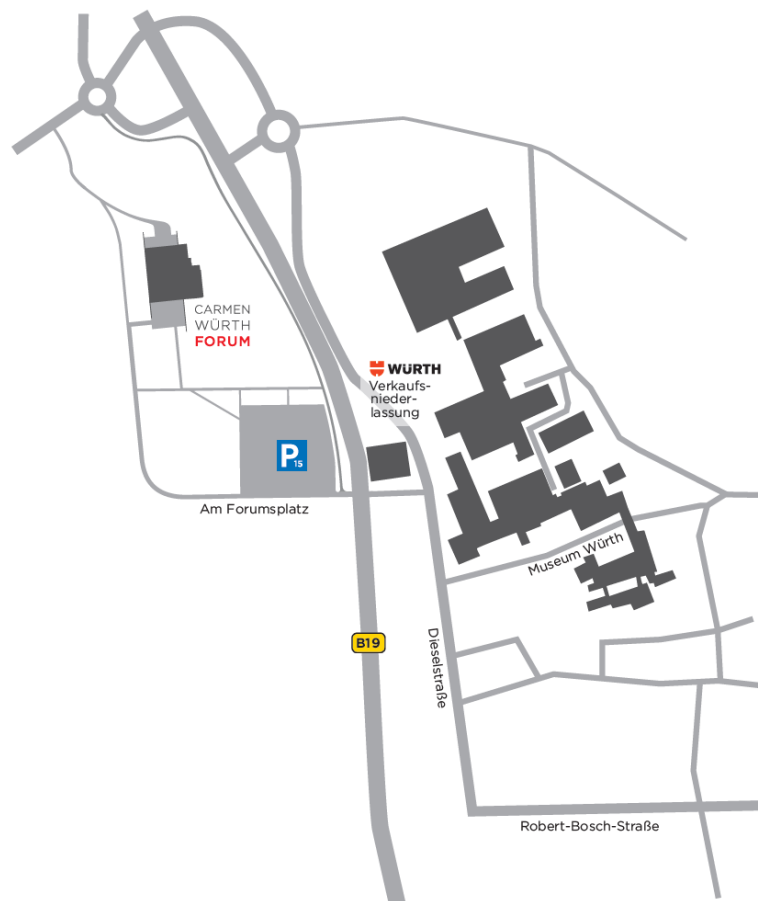 CARMEN
WÜRTH
FORUM
WÜRTH
Verkaufs-
nieder-
lassung
P
15
Am Forumsplatz
Museum Würth
B19
Dieselstraße
Robert-Bosch-Straße